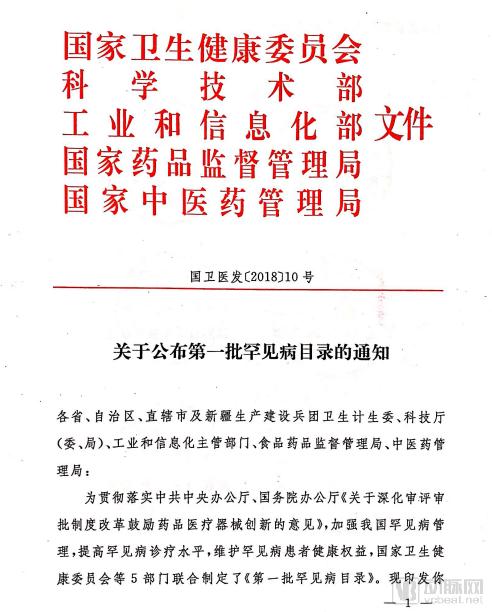 国家卫生健康委员会
科学技术部
工业和信息化部 文件
国家药品监督管理局
国家中医药管理局
国卫医发〔2018〕10号
关于公布第一批罕见病目录的通知
各省、自治区、直辖市及新疆生产建设兵团卫生计生委、科技厅
(委、局)、工业和信息化主管部门、食品药品监督管理局、中医药管
理局:
为贯彻落实中共中央办公厅、国务院办公厅《关于深化审评审
批制度改革鼓励药品医疗器械创新的意见》,加强我国罕见病管
理,提高罕见病诊疗水平,维护罕见病患者健康权益,国家卫生健
康委员会等5部门联合制定了《第一批罕见病目录》。现印发你
— 1
动脉网
vcbeat.net